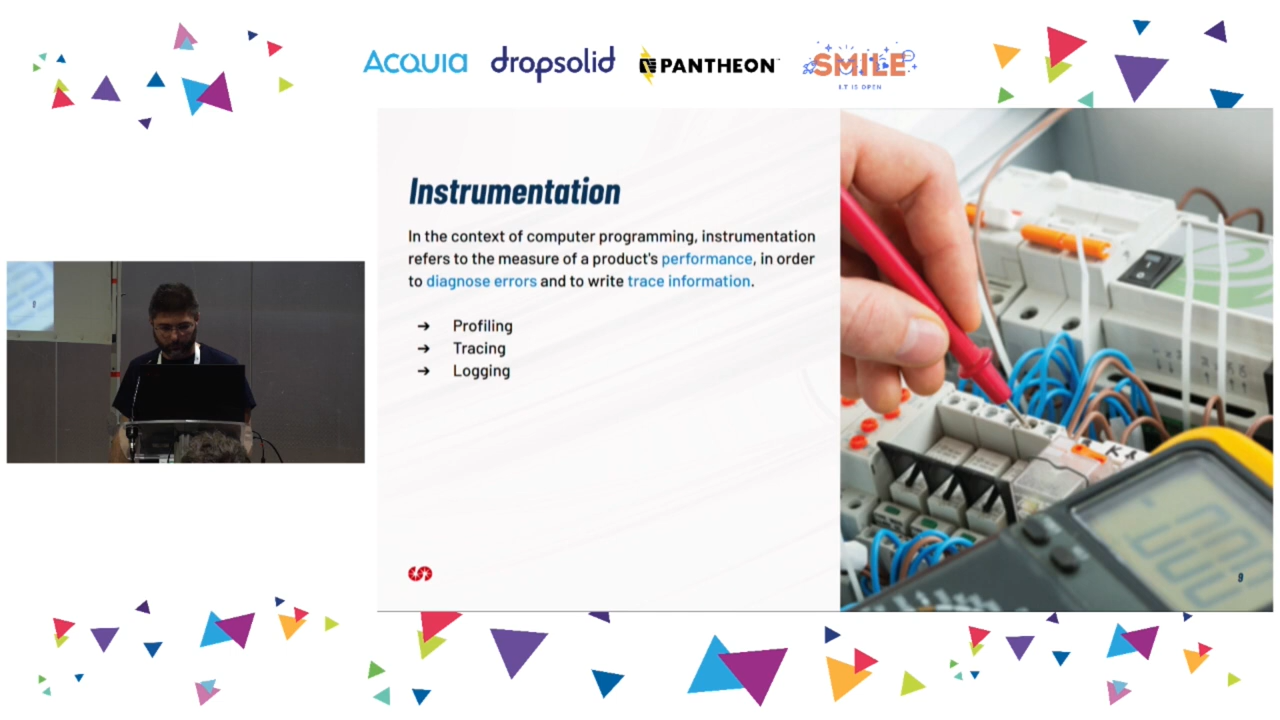 ACQUIA dropsolid PANTHEON SMILE
I.T IS OPEN
Instrumentation
In the context of computer programming, instrumentation
refers to the measure of a product's performance, in order
to diagnose errors and to write trace information.
➔ Profiling
➔ Tracing
➔ Logging
9